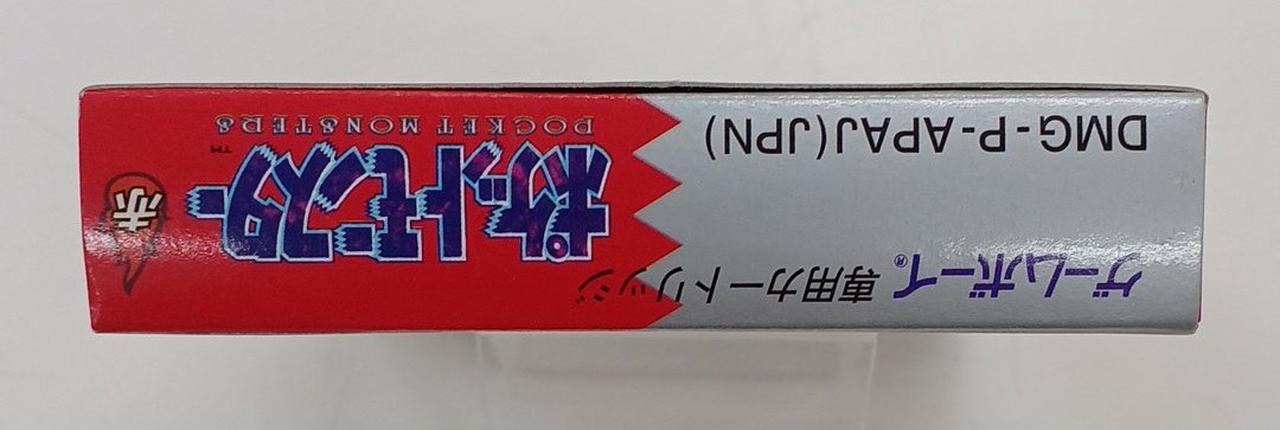 ゲームボーイ® 専用カートリッジ
DMG-P-APAJ(JPN)
ポケットモンスター
TM
POCKET MONSTERS
赤